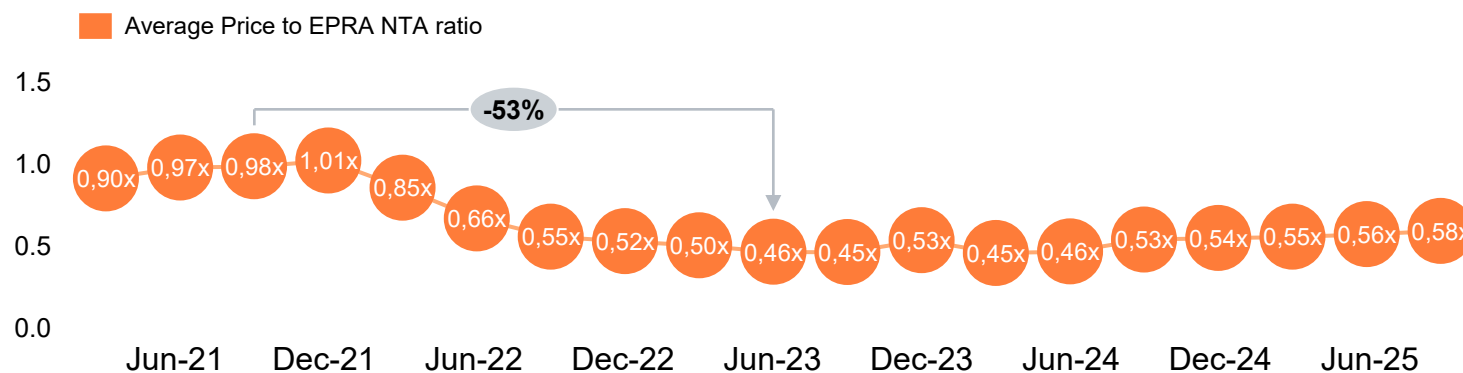 Average Price to EPRA NTA ratio
1.5
-53%
1.0
0,90x 0,97x 0,98x 1,01x 0,85x 0,66x 0,55x 0,52x 0,50x 0,46x 0,45x 0,53x 0,45x 0,46x 0,53x 0,54x 0,55x 0,56x 0,58x
0.5
0.0
Jun-21 Dec-21 Jun-22 Dec-22 Jun-23 Dec-23 Jun-24 Dec-24 Jun-25